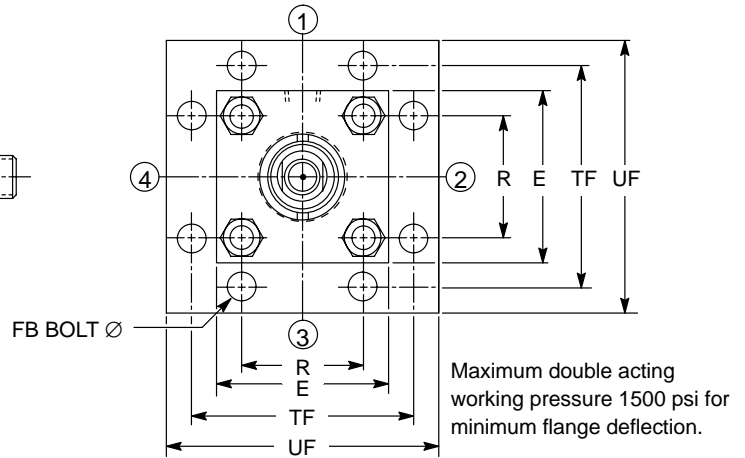 1
4
2
R E TF UF
FB BOLT Ø
3
R
E
TF
UF
Maximum double acting
working pressure 1500 psi for
minimum flange deflection.